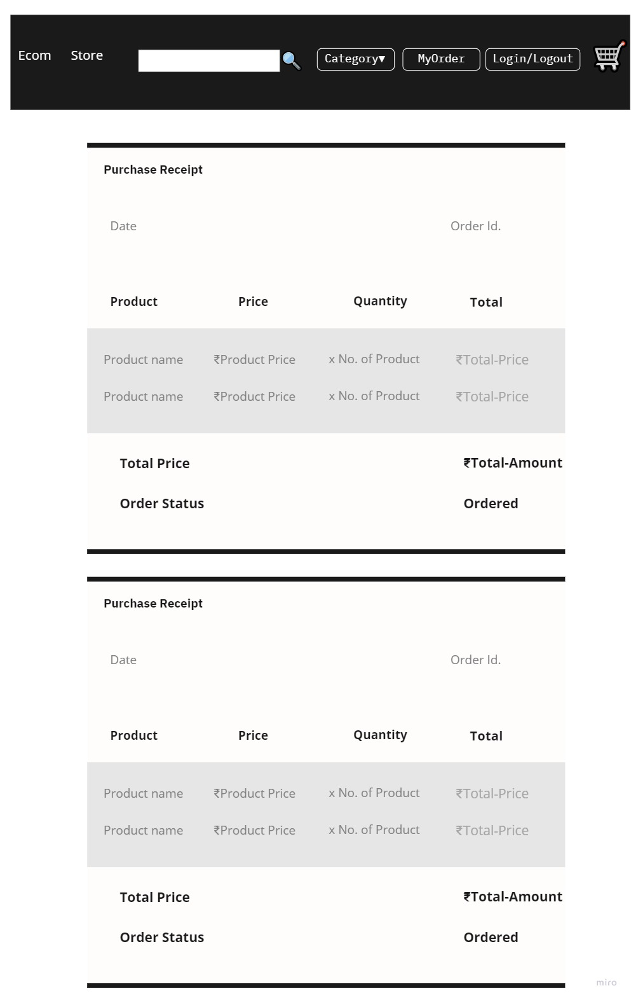 Ecom Store Category▼ MyOrder Login/Logout
Purchase Receipt
Date Order Id.
Product Price Quantity Total
Product name ₹Product Price x No. of Product ₹Total-Price
Product name ₹Product Price x No. of Product ₹Total-Price
Total Price ₹Total-Amount
Order Status Ordered
Purchase Receipt
Date Order Id.
Product Price Quantity Total
Product name ₹Product Price x No. of Product ₹Total-Price
Product name ₹Product Price x No. of Product ₹Total-Price
Total Price ₹Total-Amount
Order Status Ordered
miro